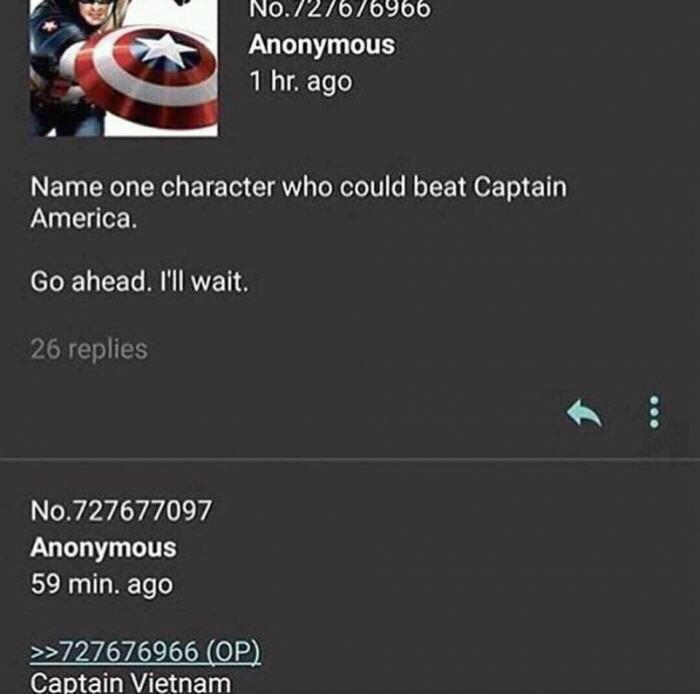 No.727676966
Anonymous
1 hr. ago
Name one character who could beat Captain
America.
Go ahead. I'll wait.
26 replies
No.727677097
Anonymous
59 min. ago
>>727676966 (OP)
Captain Vietnam